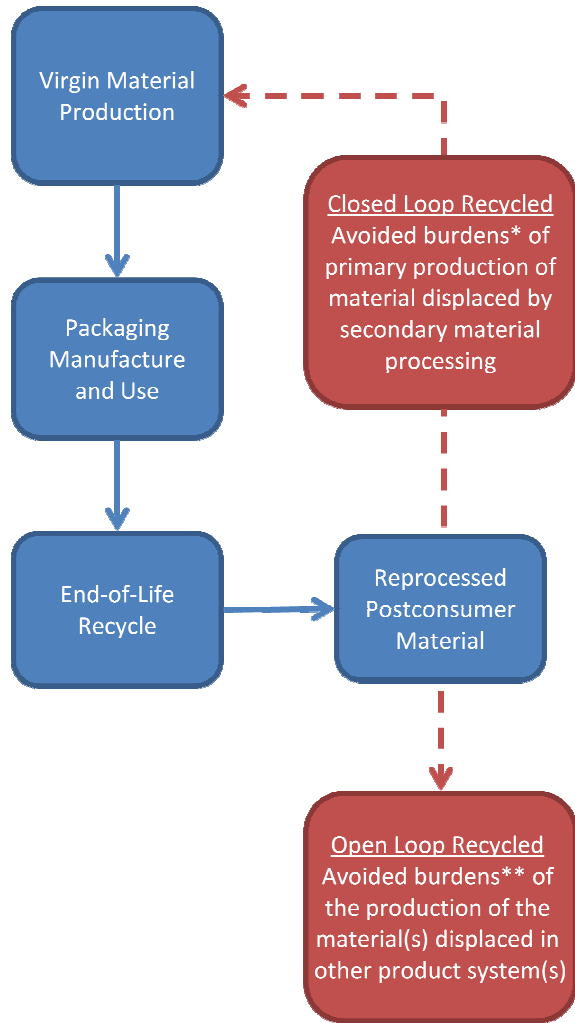 Virgin Material
Production
Closed Loop Recycled
Avoided burdens* of
primary production of
material displaced by
secondary material
processing
Packaging
Manufacture
and Use
End-of-Life
Recycle
Reprocessed
Postconsumer
Material
Open Loop Recycled
Avoided burdens** of
the production of the
material(s) displaced in
other product system(s)